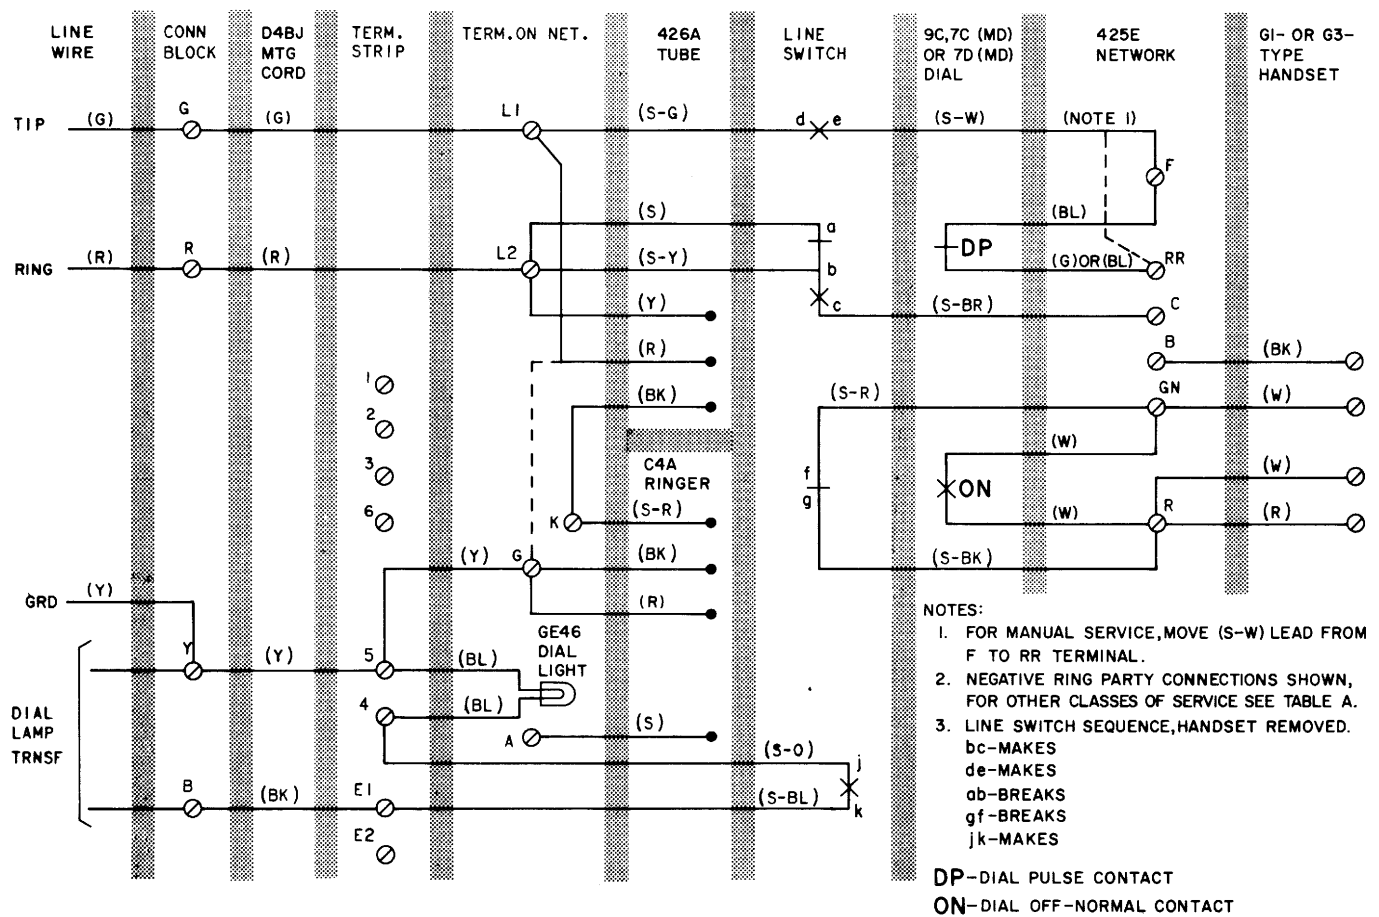 LINE WIRE
CONN BLOCK
D4BJ MTG CORD
TERM. STRIP
TERM.ON NET.
426A TUBE
LINE SWITCH
9C,7C (MD) OR 7D (MD) DIAL
425E NETWORK
G1- OR G3- TYPE HANDSET
TIP (G) G (G) L1 (S-G) d e (S-W) (NOTE 1)
F
(S) a (BL)
DP
RING (R) R (R) L2 (S-Y) b (G)OR(BL) RR
(Y) c (S-BR) C
(R) B (BK)
1 (BK) (S-R) GN (W)
2 (W)
C4A RINGER
3 f g ON (W)
6 K (S-R) (W) R (R)
(Y) G (BK) (S-BK)
GRD (Y) (R)
GE46 DIAL LIGHT
Y (Y) 5 (BL)
4 (BL)
DIAL LAMP TRNSF
A (S)
(S-O) j
B (BK) E1 (S-BL) k
E2
NOTES:
1. FOR MANUAL SERVICE,MOVE (S-W) LEAD FROM
F TO RR TERMINAL.
2. NEGATIVE RING PARTY CONNECTIONS SHOWN,
FOR OTHER CLASSES OF SERVICE SEE TABLE A.
3. LINE SWITCH SEQUENCE,HANDSET REMOVED.
bc-MAKES
de-MAKES
ab-BREAKS
gf-BREAKS
jk-MAKES
DP-DIAL PULSE CONTACT
ON-DIAL OFF-NORMAL CONTACT